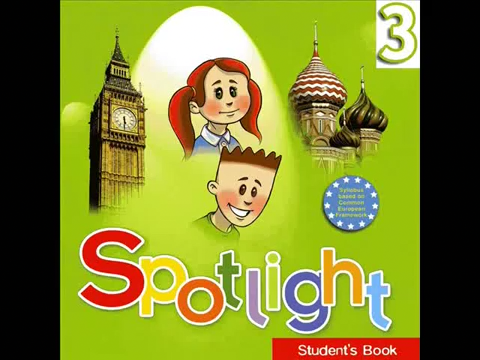 3
Syllabus
based on
Common
European
Framework
Spotlight
Student's Book